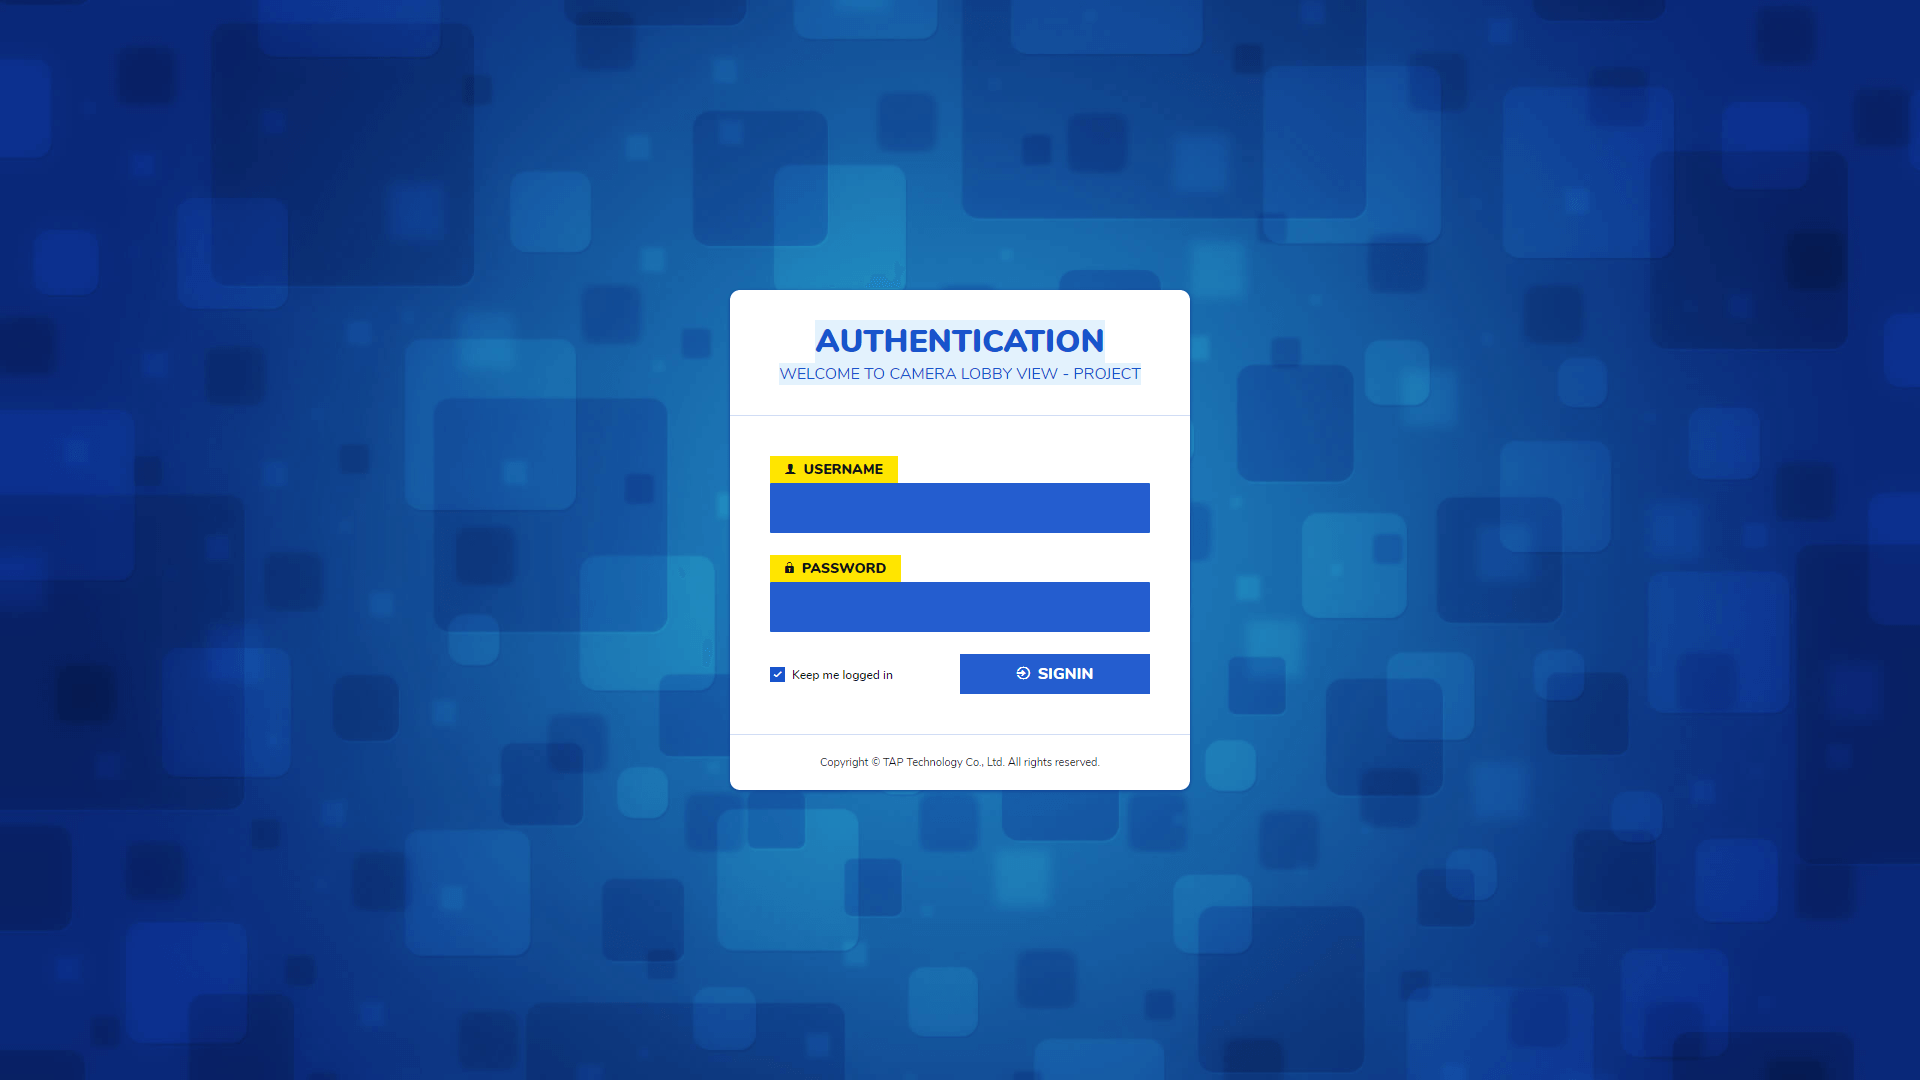 AUTHENTICATION
WELCOME TO CAMERA LOBBY VIEW - PROJECT
USERNAME
PASSWORD
Keep me logged in
SIGNIN
Copyright © TAP Technology Co., Ltd. All rights reserved.